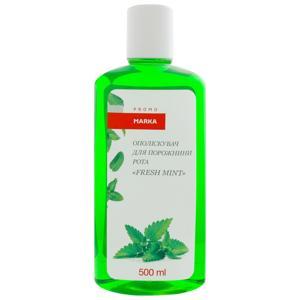 PROMO
MARKA
ОПОЛІСКУВАЧ
ДЛЯ ПОРОЖНИНИ
РОТА
«FRESH MINT»
500 ml